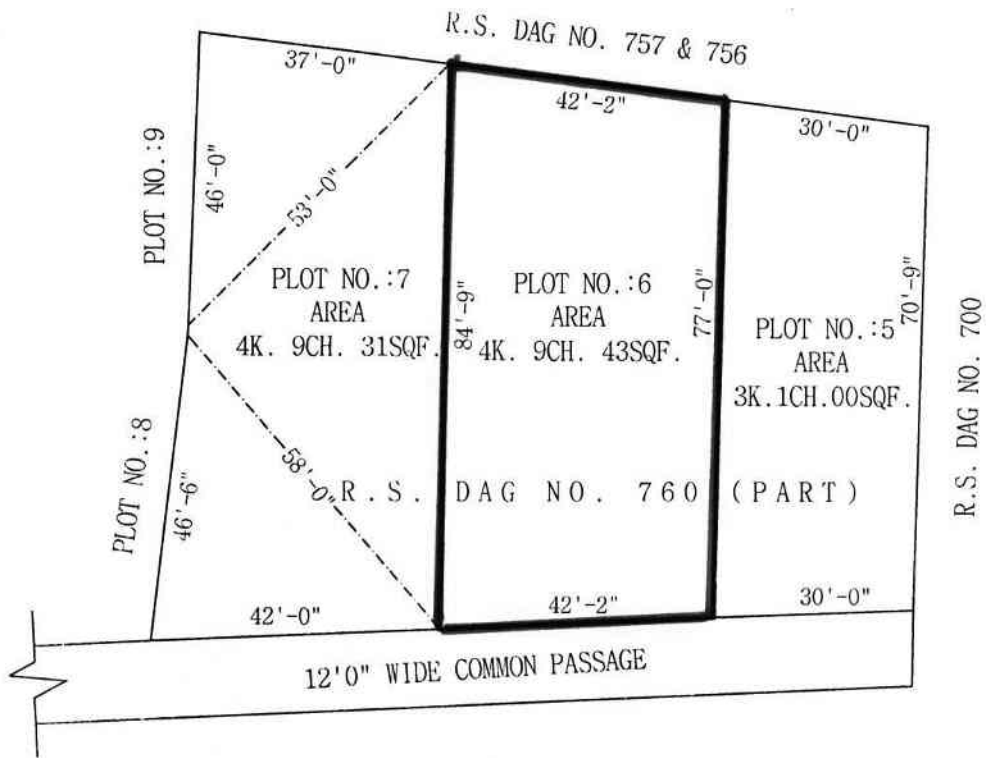 R.S. DAG NO. 757 & 756
37'-0"
42'-2"
30'-0"
PLOT NO.:9
46'-0"
53'-0"
PLOT NO.:7
AREA
4K. 9CH. 31SQF.
84'-9"
PLOT NO.:6
AREA
4K. 9CH. 43SQF.
77'-0"
PLOT NO.:5
AREA
3K.1CH.00SQF.
70'-9"
R.S. DAG NO. 700
PLOT NO.:8
46'-6"
58'-0"
R.S. DAG NO. 760 (PART)
42'-0"
42'-2"
30'-0"
12'0" WIDE COMMON PASSAGE